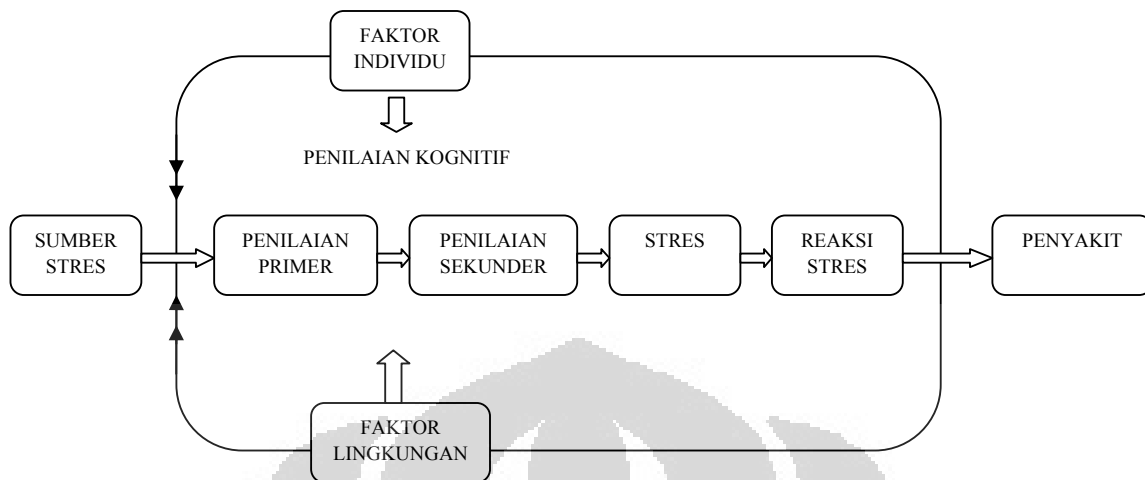 FAKTOR
INDIVIDU
PENILAIAN KOGNITIF
SUMBER
STRES
PENILAIAN
PRIMER
PENILAIAN
SEKUNDER
STRES
REAKSI
STRES
PENYAKIT
FAKTOR
LINGKUNGAN